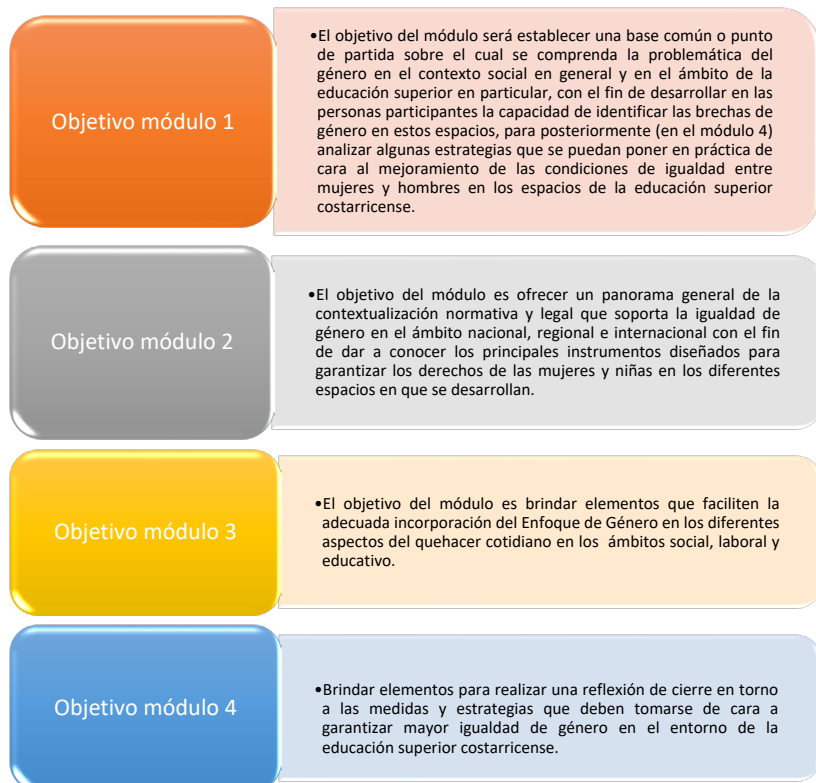 Objetivo módulo 1
•El objetivo del módulo será establecer una base común o punto
de partida sobre el cual se comprenda la problemática del
género en el contexto social en general y en el ámbito de la
educación superior en particular, con el fin de desarrollar en las
personas participantes la capacidad de identificar las brechas de
género en estos espacios, para posteriormente (en el módulo 4)
analizar algunas estrategias que se puedan poner en práctica de
cara al mejoramiento de las condiciones de igualdad entre
mujeres y hombres en los espacios de la educación superior
costarricense.
Objetivo módulo 2
•El objetivo del módulo es ofrecer un panorama general de la
contextualización normativa y legal que soporta la igualdad de
género en el ámbito nacional, regional e internacional con el fin
de dar a conocer los principales instrumentos diseñados para
garantizar los derechos de las mujeres y niñas en los diferentes
espacios en que se desarrollan.
Objetivo módulo 3
•El objetivo del módulo es brindar elementos que faciliten la
adecuada incorporación del Enfoque de Género en los diferentes
aspectos del quehacer cotidiano en los ámbitos social, laboral y
educativo.
Objetivo módulo 4
•Brindar elementos para realizar una reflexión de cierre en torno
a las medidas y estrategias que deben tomarse de cara a
garantizar mayor igualdad de género en el entorno de la
educación superior costarricense.